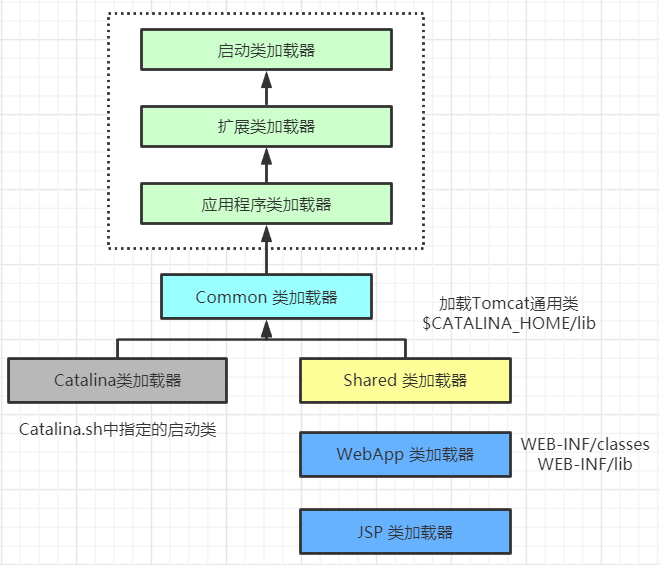 启动类加载器
扩展类加载器
应用程序类加载器
Common 类加载器
加载Tomcat通用类
$CATALINA_HOME/lib
Catalina类加载器
Shared 类加载器
Catalina.sh中指定的启动类
WebApp 类加载器
WEB-INF/classes
WEB-INF/lib
JSP 类加载器